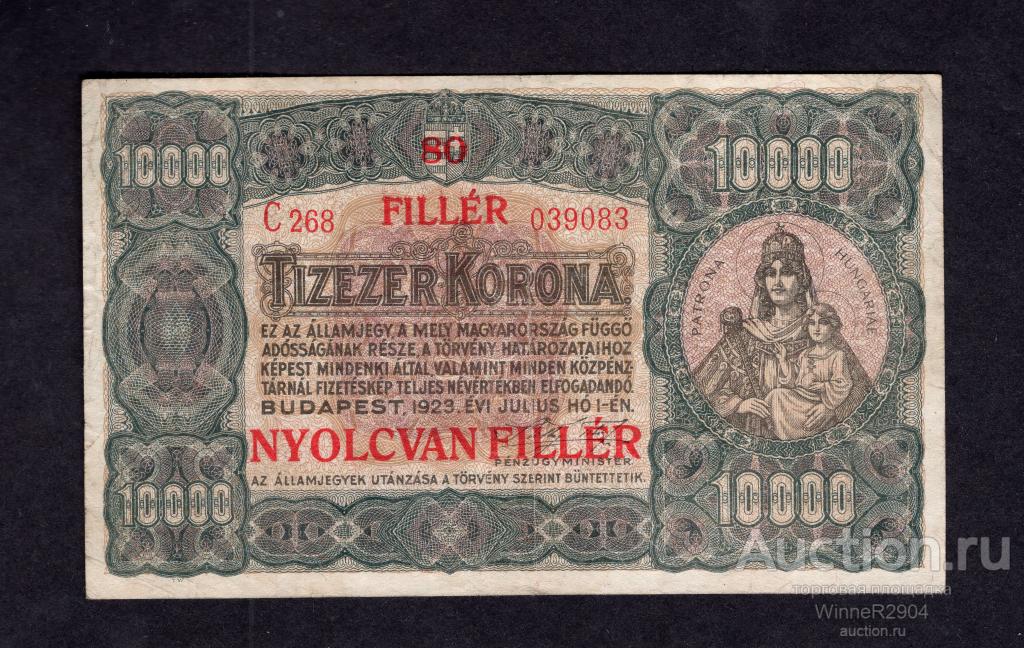 10000
80
10000
C 268
FILLÉR
039083
TIZEZER KORONA.
PATRONA
HUNGARIAE
EZ AZ ÁLLAMJEGY, A MELY MAGYARORSZÁG FÜGGŐ
ADÓSSÁGÁNAK RÉSZE, A TÖRVÉNY HATÁROZATAIHOZ
KÉPEST MINDENKI ÁLTAL, VALAMINT MINDEN KÖZPÉNZ-
TÁRNÁL FIZETÉSKÉP TELJES NÉVÉRTÉKBEN ELFOGADANDÓ.
BUDAPEST, 1923. ÉVI JÚLIUS HÓ 1-ÉN.
NYOLCVAN FILLÉR
PÉNZÜGYMINISTER.
AZ ÁLLAMJEGYEK UTÁNZÁSA A TÖRVÉNY SZERINT BÜNTETTETIK.
10000
10000
Auction.ru
торговая площадка
WinneR2904
auction.ru